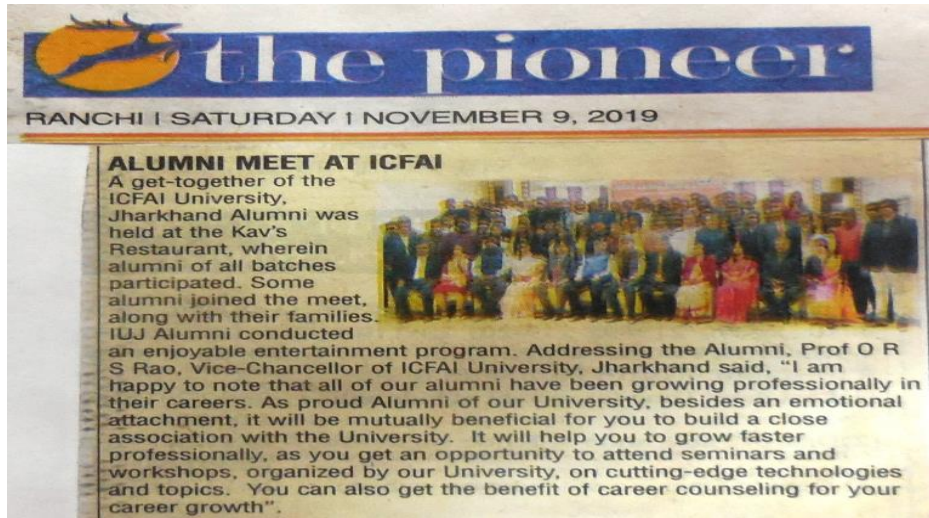 the pioneer
RANCHI | SATURDAY | NOVEMBER 9, 2019
ALUMNI MEET AT ICFAI
A get-together of the
ICFAI University,
Jharkhand Alumni was
held at the Kav's
Restaurant, wherein
alumni of all batches
participated. Some
alumni joined the meet,
along with their families.
IUJ Alumni conducted
an enjoyable entertainment program. Addressing the Alumni, Prof O R
S Rao, Vice-Chancellor of ICFAI University, Jharkhand said, "I am
happy to note that all of our alumni have been growing professionally in
their careers. As proud Alumni of our University, besides an emotional
attachment, it will be mutually beneficial for you to build a close
association with the University. It will help you to grow faster
professionally, as you get an opportunity to attend seminars and
workshops, organized by our University, on cutting-edge technologies
and topics. You can also get the benefit of career counseling for your
career growth".